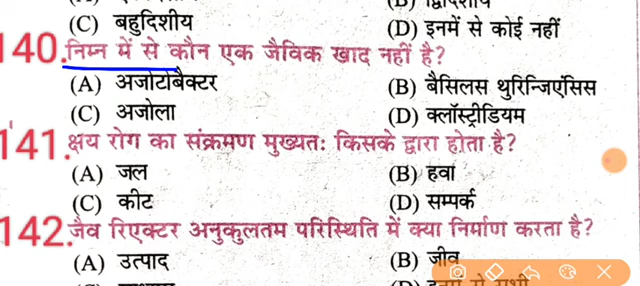 (C) बहुदिशीय (D) इनमें से कोई नहीं
140. निम्न में से कौन एक जैविक खाद नहीं है?
(A) अजोटोबैक्टर (B) बैसिलस थुरिन्जिएंसिस
(C) अजोला (D) क्लॉस्ट्रीडियम
141. क्षय रोग का संक्रमण मुख्यतः किसके द्वारा होता है?
(A) जल (B) हवा
(C) कीट (D) सम्पर्क
142. जैव रिएक्टर अनुकुलतम परिस्थिति में क्या निर्माण करता है?
(A) उत्पाद (B) जीव